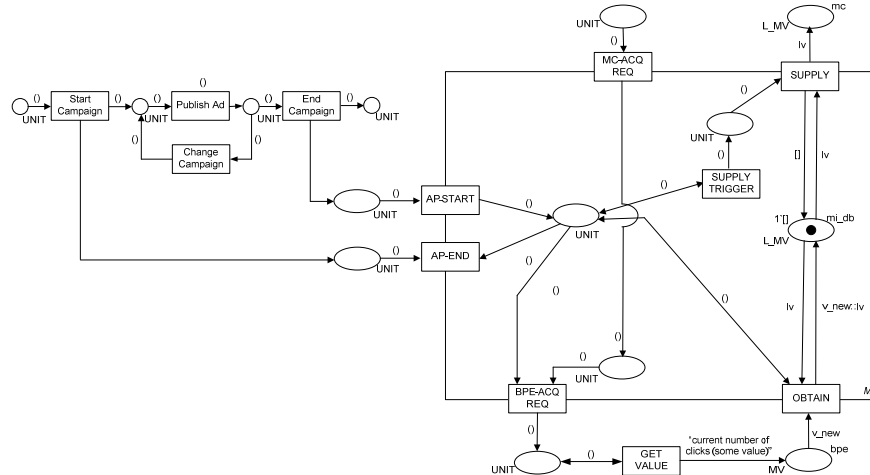 mc
UNIT
L_MV
()
lv
MC-ACQ
REQ
SUPPLY
()
()
()
Start
Campaign
()
()
Publish Ad
()
End
Campaign
()
UNIT
UNIT
UNIT
UNIT
()
()
Change
Campaign
UNIT
()
[]
lv
()
SUPPLY
TRIGGER
()
AP-START
()
()
UNIT
1`[]
mi_db
UNIT
L_MV
()
AP-END
()
UNIT
()
()
()
lv
v_new::lv
()
()
UNIT
BPE-ACQ
REQ
OBTAIN
M
()
"current number of
clicks (some value)"
v_new
()
GET
VALUE
bpe
UNIT
MV